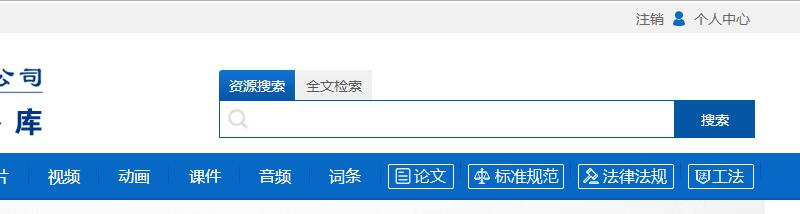 注销 个人中心
公司
库
资源搜索 全文检索
搜索
视频 动画 课件 音频 词条 论文 标准规范 法律法规 工法